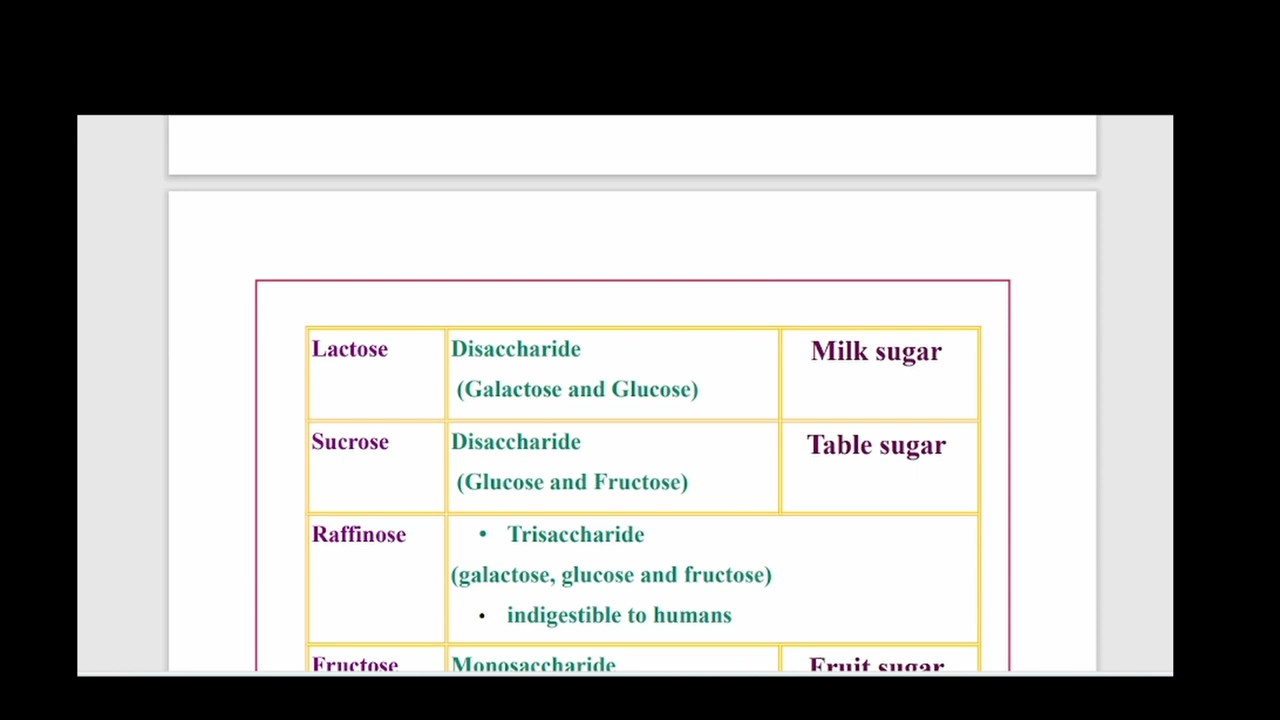 Lactose
Disaccharide
(Galactose and Glucose)
Milk sugar
Sucrose
Disaccharide
(Glucose and Fructose)
Table sugar
Raffinose
• Trisaccharide
(galactose, glucose and fructose)
• indigestible to humans
Fructose
Monosaccharide
Fruit sugar